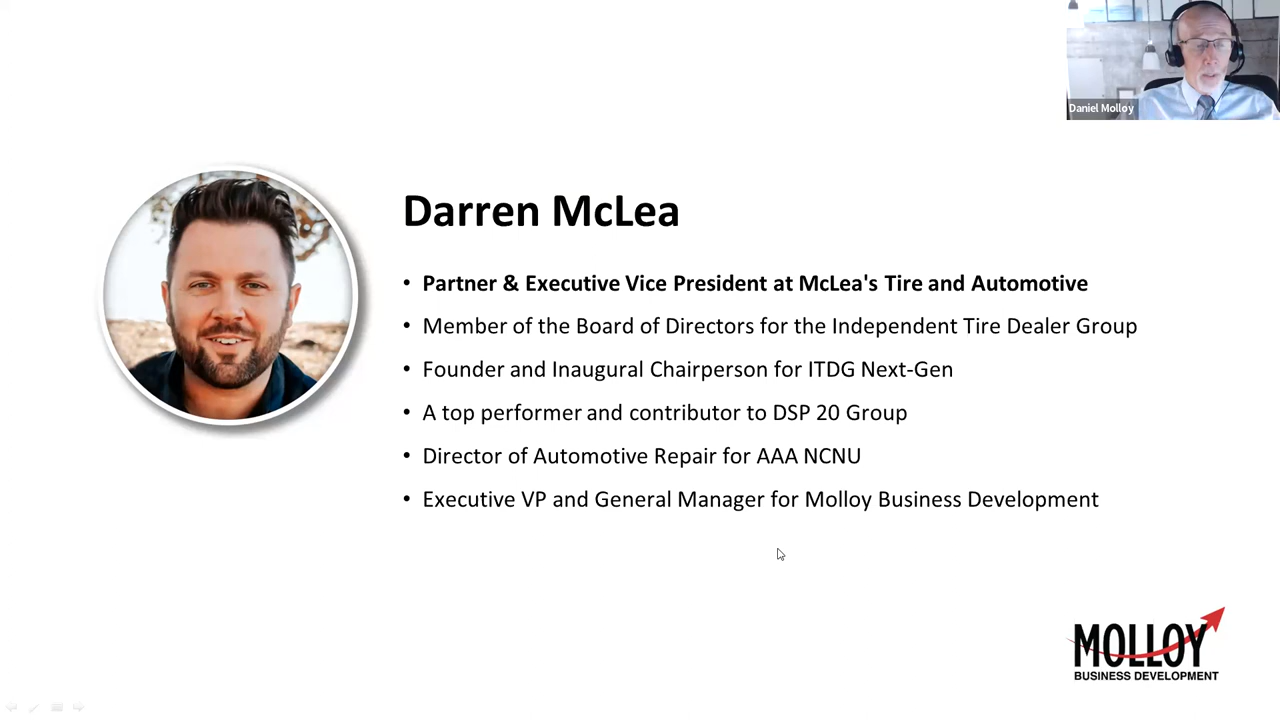 Daniel Molloy
Darren McLea
• Partner & Executive Vice President at McLea's Tire and Automotive
• Member of the Board of Directors for the Independent Tire Dealer Group
• Founder and Inaugural Chairperson for ITDG Next-Gen
• A top performer and contributor to DSP 20 Group
• Director of Automotive Repair for AAA NCNU
• Executive VP and General Manager for Molloy Business Development
MOLLOY
BUSINESS DEVELOPMENT